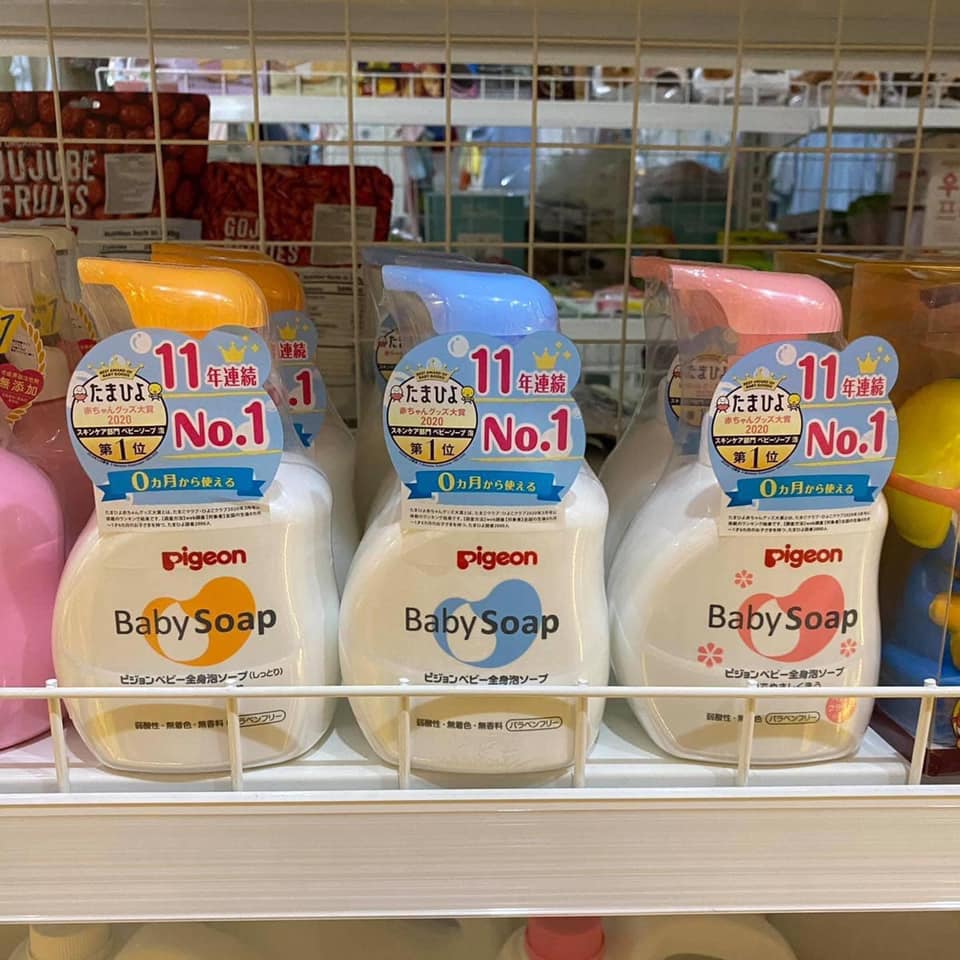 JUJUBE
FRUITS
GOJ
7
無添加
たまひよ
赤ちゃんグッズ大賞
2020
スキンケア部門 ベビーソープ 泡
第1位
11
年連続
No.1
0カ月から使える
Pigeon
Baby Soap
ピジョンベビー全身泡ソープ(しっとり)
弱酸性・無着色・無香料 パラベンフリー
たまひよ
赤ちゃんグッズ大賞
2020
スキンケア部門 ベビーソープ 泡
第1位
11
年連続
No.1
0カ月から使える
Pigeon
Baby Soap
ピジョンベビー全身泡ソープ
弱酸性・無着色・無香料 パラベンフリー
たまひよ
赤ちゃんグッズ大賞
2020
スキンケア部門 ベビーソープ 泡
第1位
11
年連続
No.1
0カ月から使える
Pigeon
Baby Soap
ピジョンベビー全身泡ソープ
弱酸性・無 色 パラベンフリー